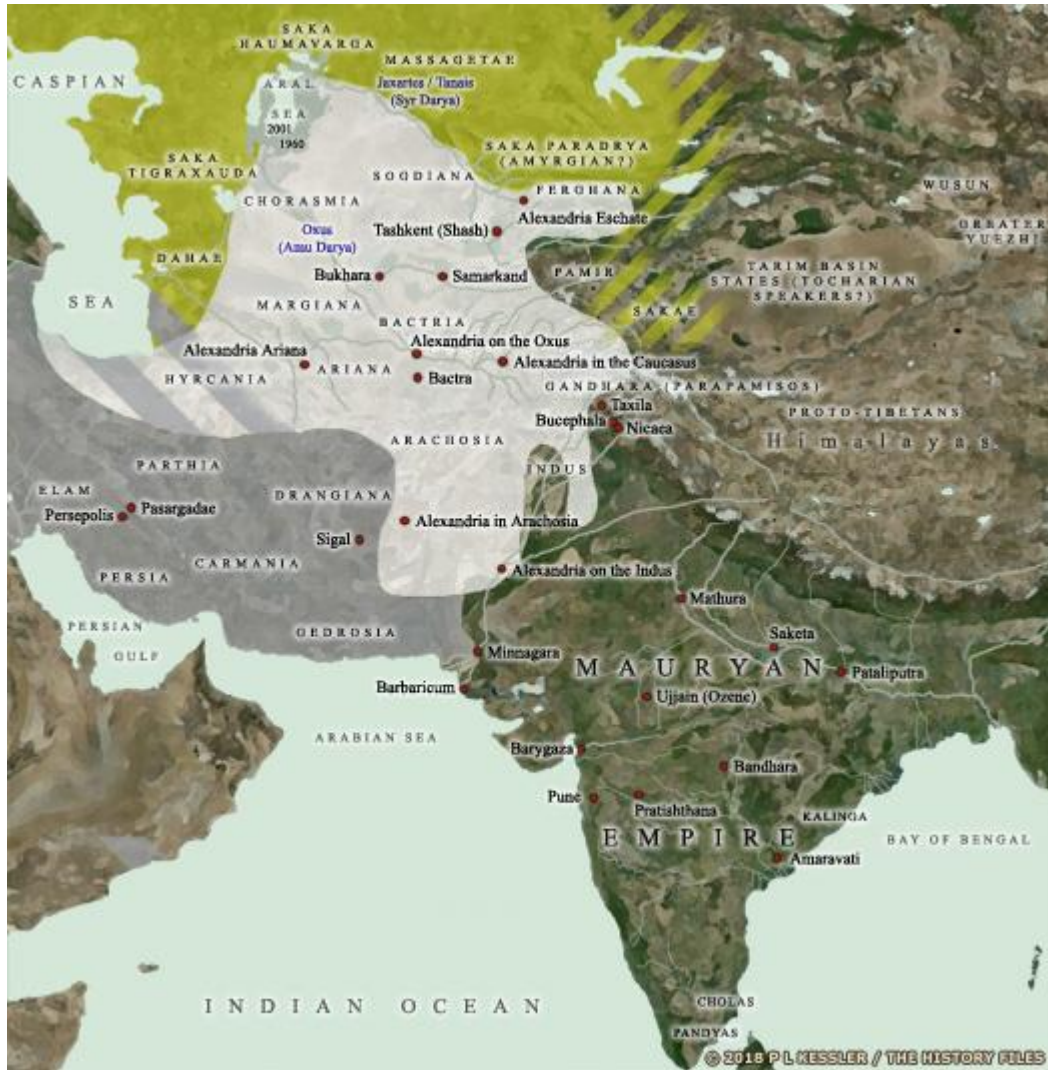 SAKA
HAUMAVARGA
MASSAGETAE
CASPIAN
ARAL
Jaxartes / Tanais
(Syr Darya)
SEA
2001
1960
SAKA PARADRYA
(AMYRGIAN?)
SAKA
TIGRAXAUDA
SOGDIANA
FERGHANA
WUSUN
CHORASMIA
Alexandria Eschate
GREATER
YUEZHI
Oxus
(Amu Darya)
Tashkent (Shash)
DAHAE
Bukhara
Samarkand
PAMIR
TARIM BASIN
STATES (TOCHARIAN
SPEAKERS?)
SEA
MARGIANA
SAKAE
BACTRIA
Alexandria on the Oxus
Alexandria Ariana
Alexandria in the Caucasus
HYRCANIA
ARIANA
Bactra
GANDHARA (PARAPAMISOS)
Taxila
Bucephala
Nicaea
PROTO-TIBETANS
Himalayas
ARACHOSIA
PARTHIA
INDUS
ELAM
DRANGIANA
Pasargadae
Persepolis
Alexandria in Arachosia
Sigal
CARMANIA
Alexandria on the Indus
PERSIA
Mathura
PERSIAN
GULF
GEDROSIA
Saketa
Minnagara
MAURYAN
Pataliputra
Barbaricum
Ujjain (Ozene)
ARABIAN SEA
Barygaza
Bandhara
Pune
Pratishthana
KALINGA
EMPIRE
BAY OF BENGAL
Amaravati
INDIAN OCEAN
CHOLAS
PANDYAS
© 2018 P L KESSLER / THE HISTORY FILES